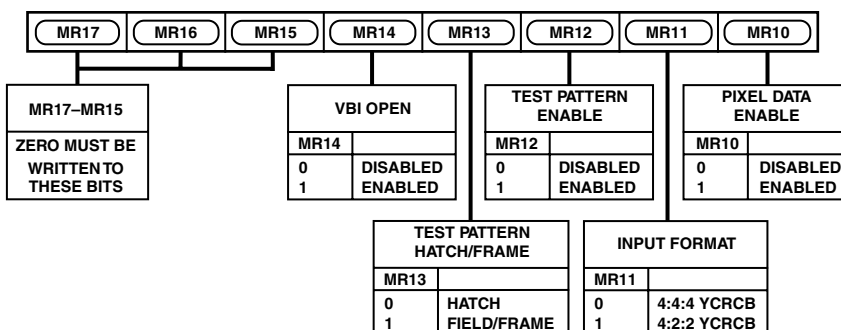 MR17 MR16 MR15 MR14 MR13 MR12 MR11 MR10
MR17–MR15
ZERO MUST BE
WRITTEN TO
THESE BITS
VBI OPEN
MR14
0 DISABLED
1 ENABLED
TEST PATTERN
ENABLE
MR12
0 DISABLED
1 ENABLED
PIXEL DATA
ENABLE
MR10
0 DISABLED
1 ENABLED
TEST PATTERN
HATCH/FRAME
MR13
0 HATCH
1 FIELD/FRAME
INPUT FORMAT
MR11
0 4:4:4 YCRCB
1 4:2:2 YCRCB